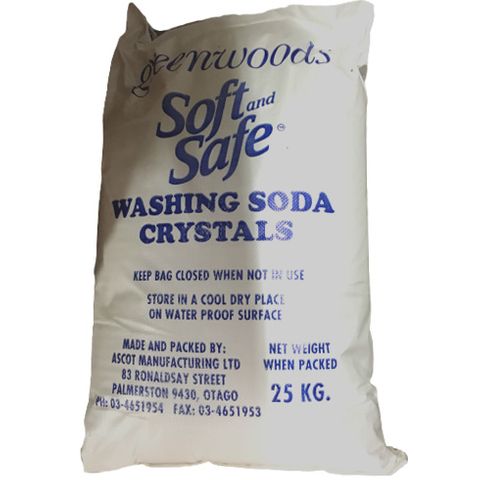 Greenwoods
Soft and
Safe™
WASHING SODA
CRYSTALS
KEEP BAG CLOSED WHEN NOT IN USE
STORE IN A COOL DRY PLACE
ON WATER PROOF SURFACE
MADE AND PACKED BY:
ASCOT MANUFACTURING LTD
83 RONALDSAY STREET
PALMERSTON 9430, OTAGO
PH: 03-4651954 FAX: 03-4651953
NET WEIGHT
WHEN PACKED
25 KG.